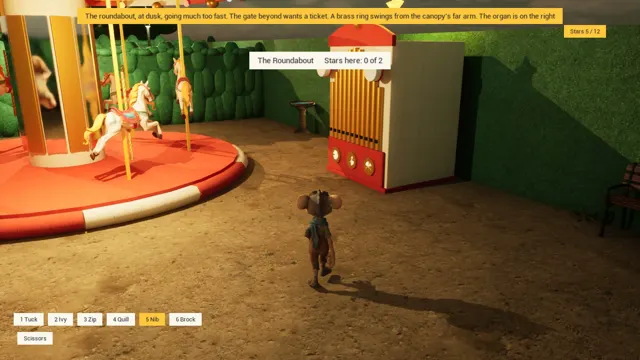 The roundabout, at dusk, going much too fast. The gate beyond wants a ticket. A brass ring swings from the canopy's far arm. The organ is on the right
Stars 6 / 12
The Roundabout Stars here: 0 of 2
1 Tuck 2 Ivy 3 Zip 4 Quill 5 Nib 6 Brock
Scissors